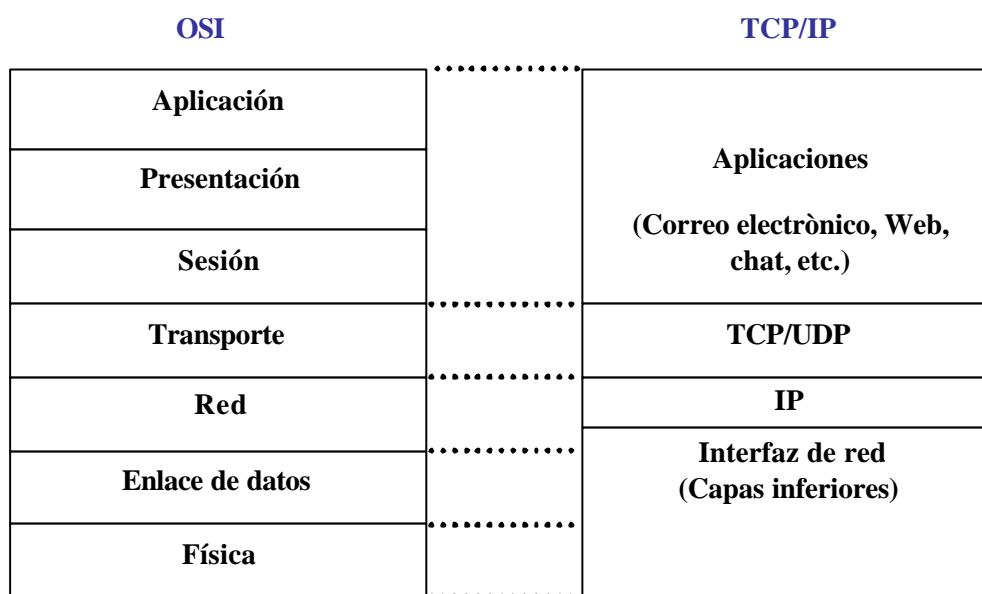 OSI
TCP/IP
Aplicación
Presentación
Sesión
Transporte
Red
Enlace de datos
Física
Aplicaciones
(Correo electrònico, Web,
chat, etc.)
TCP/UDP
IP
Interfaz de red
(Capas inferiores)